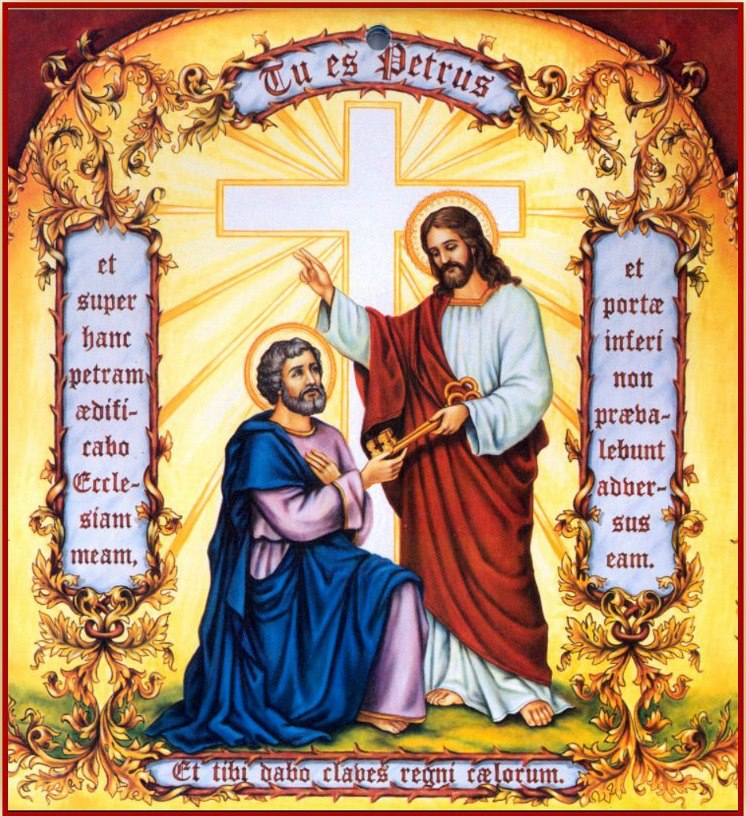 Tu es Petrus
et
super
hanc
petram
ædifi-
cabo
Eccle-
siam
meam,
et
portæ
inferi
non
præva-
lebunt
adver-
sus
eam.
Et tibi dabo claves regni cælorum.